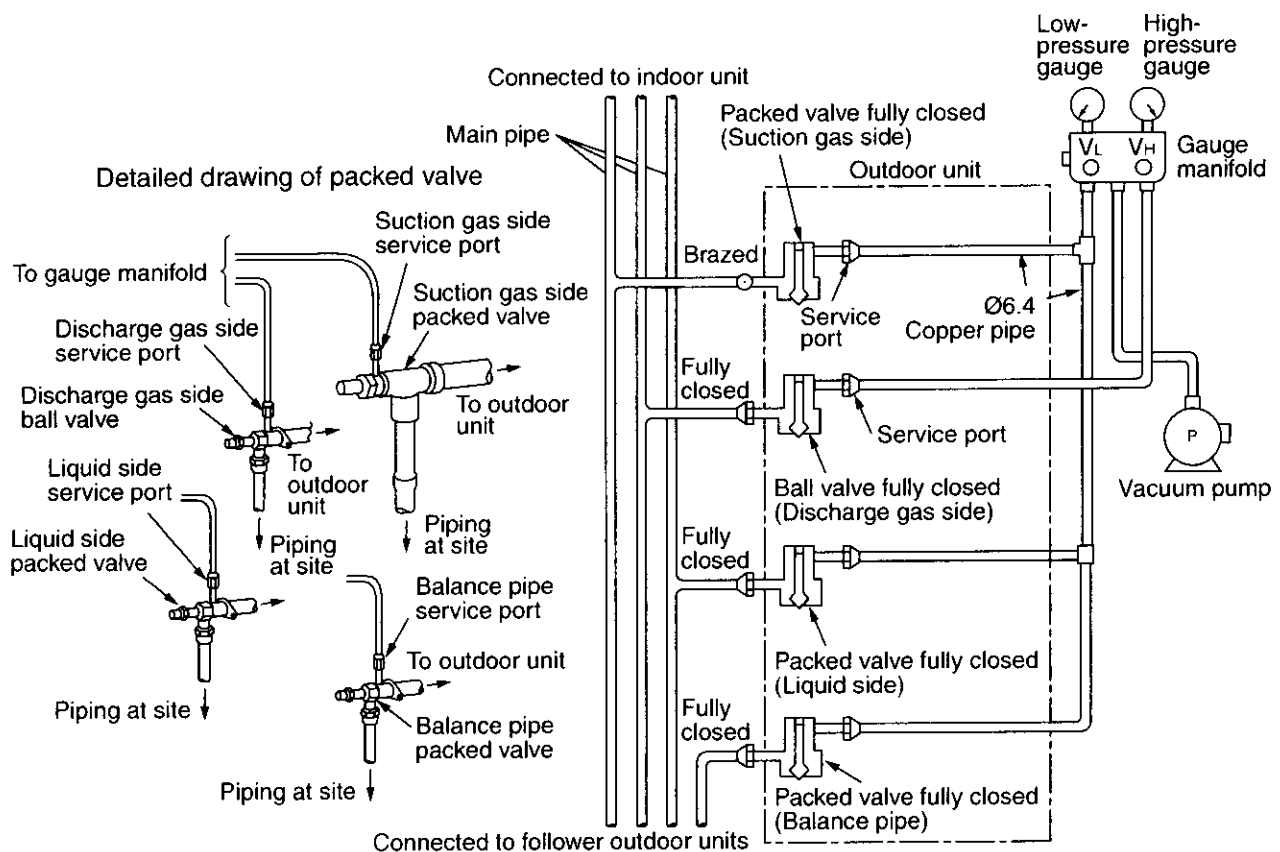 Low-
pressure
gauge
High-
pressure
gauge
Connected to indoor unit
Packed valve fully closed
(Suction gas side)
Main pipe
VL
VH
Gauge
manifold
Detailed drawing of packed valve
Outdoor unit
Suction gas side
service port
Brazed
To gauge manifold
Suction gas side
packed valve
Service
port
Ø6.4
Copper pipe
Discharge gas side
service port
Fully
closed
Discharge gas side
ball valve
To outdoor
unit
Service port
P
Liquid side
service port
To
outdoor
unit
Ball valve fully closed
(Discharge gas side)
Vacuum pump
Piping
at site
Piping
at site
Liquid side
packed valve
Fully
closed
Balance pipe
service port
To outdoor unit
Packed valve fully closed
(Liquid side)
Piping at site
Balance pipe
packed valve
Fully
closed
Piping at site
Packed valve fully closed
(Balance pipe)
Connected to follower outdoor units